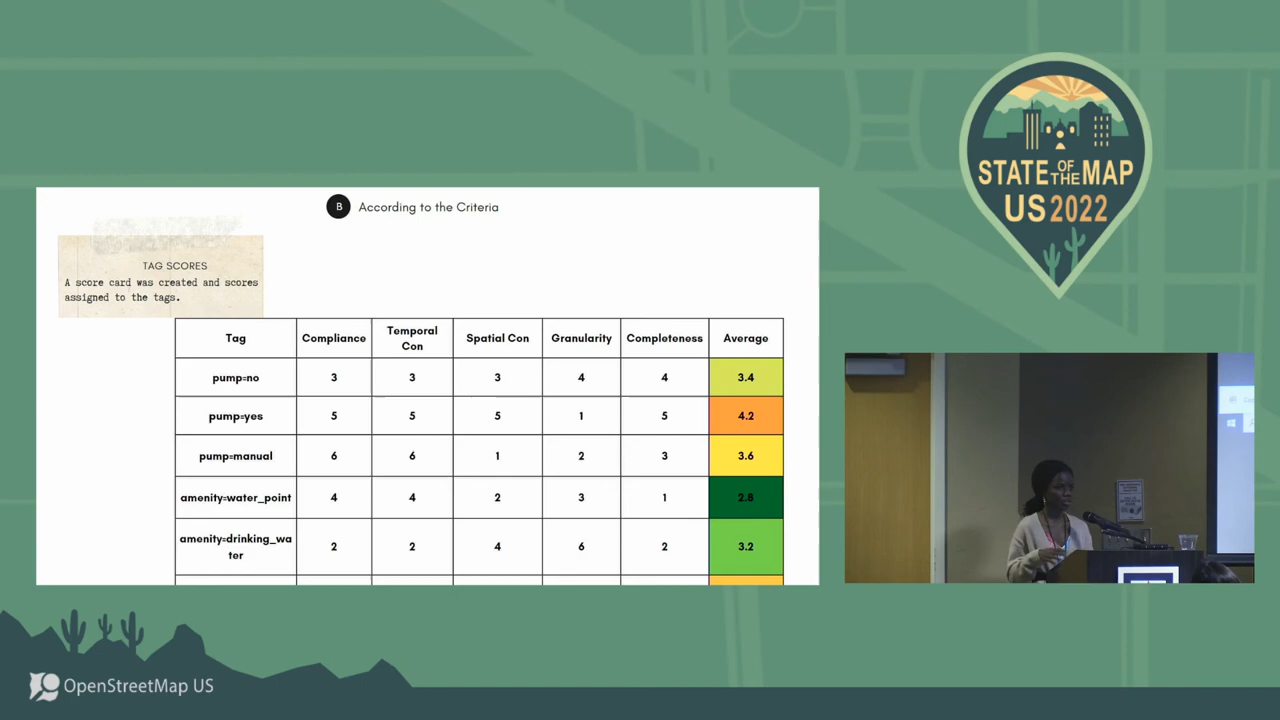 B According to the Criteria
TAG SCORES
A score card was created and scores
assigned to the tags.
Tag Compliance Temporal Con Spatial Con Granularity Completeness Average
pump=no 3 3 3 4 4 3.4
pump=yes 5 5 5 1 5 4.2
pump=manual 6 6 1 2 3 3.6
amenity=water_point 4 4 2 3 1 2.8
amenity=drinking_wa
ter 2 2 4 6 2 3.2
STATE OF THE MAP
US 2022
OpenStreetMap US